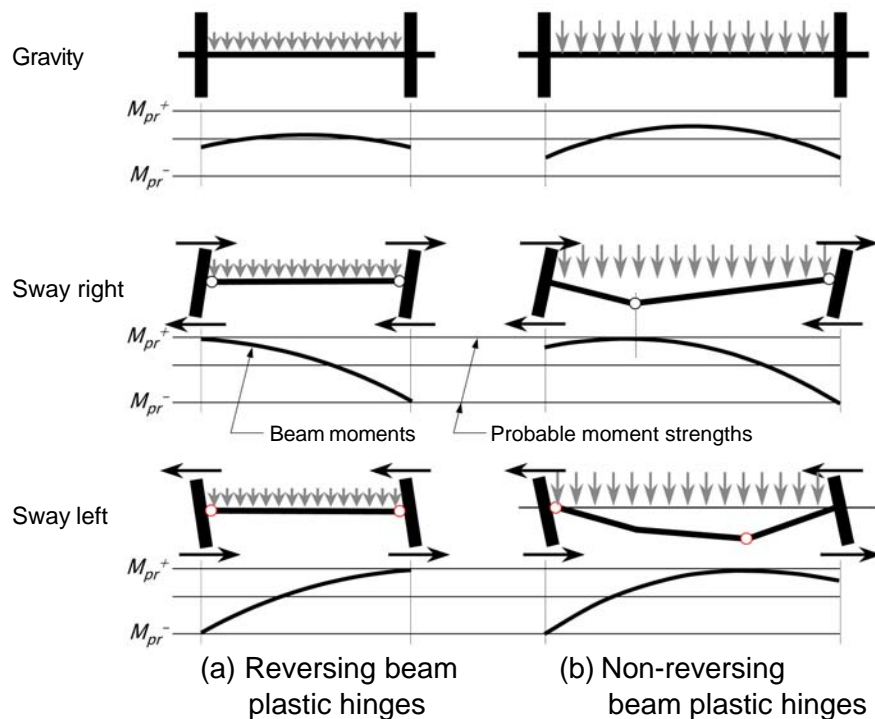 Gravity
M_pr^+
M_pr^-
Sway right
M_pr^+
M_pr^-
Beam moments
Probable moment strengths
Sway left
M_pr^+
M_pr^-
(a) Reversing beam
plastic hinges
(b) Non-reversing
beam plastic hinges